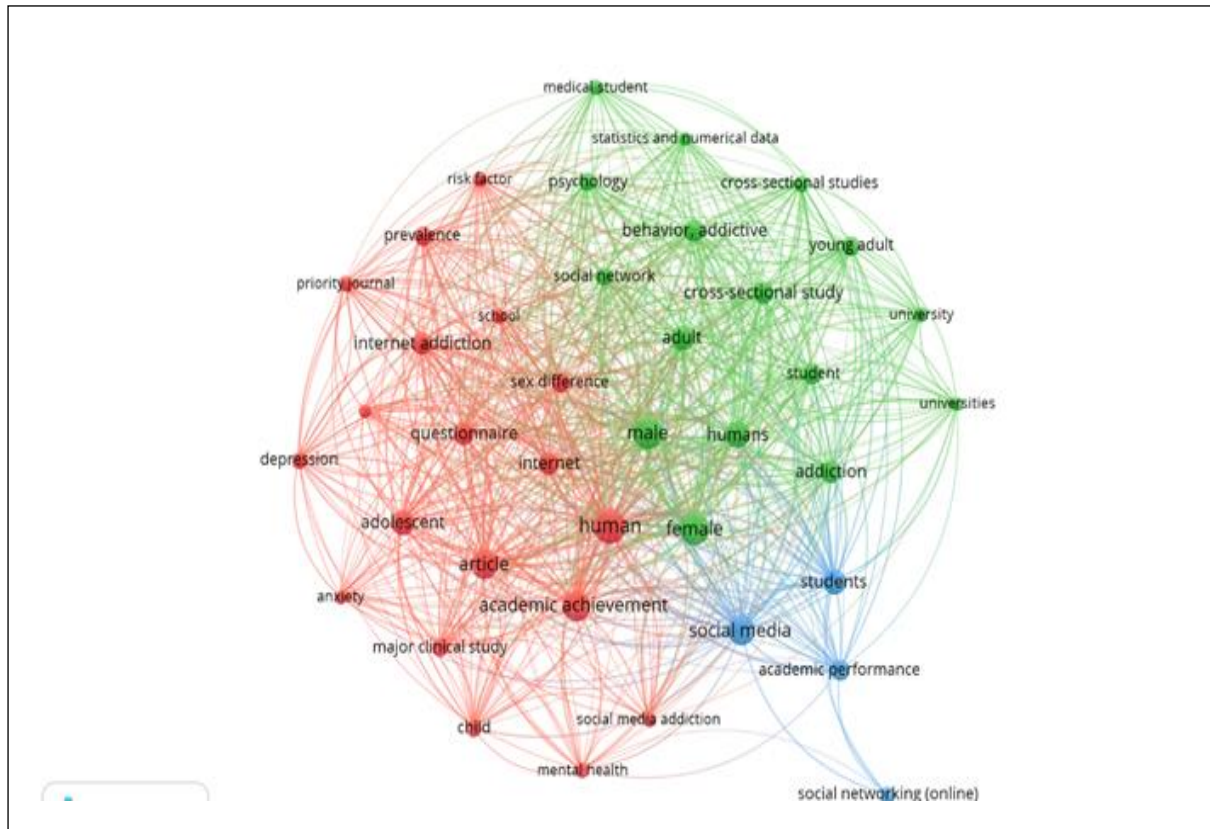 medical student
statistics and numerical data
risk factor
psychology
cross-sectional studies
prevalence
behavior, addictive
young adult
priority journal
social network
cross-sectional study
school
university
internet addiction
adult
sex difference
student
universities
questionnaire
male
humans
depression
internet
addiction
adolescent
human
female
article
students
anxiety
academic achievement
social media
major clinical study
academic performance
child
social media addiction
mental health
social networking (online)